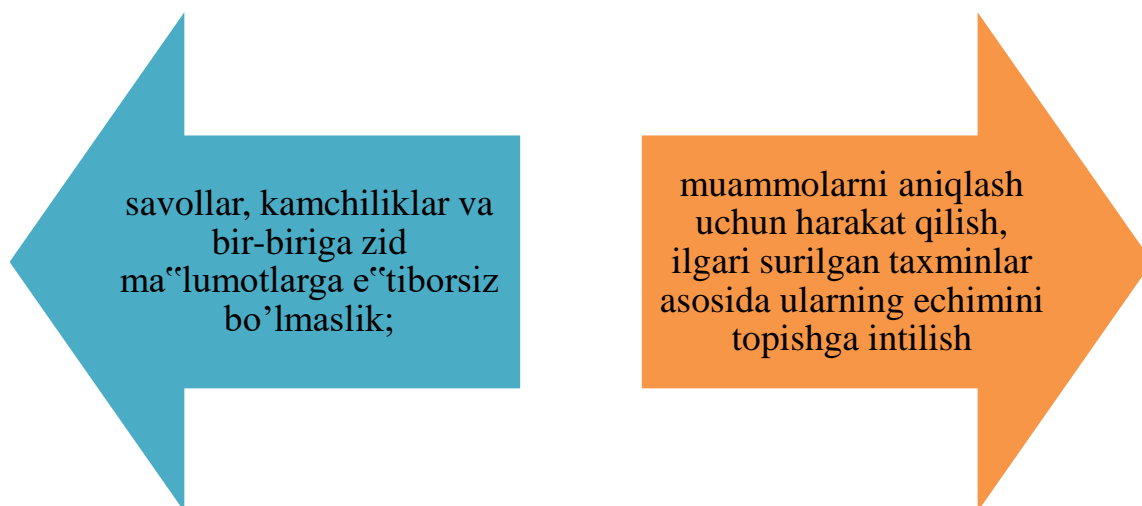 savollar, kamchiliklar va
bir-biriga zid
ma‟lumotlarga e‟tiborsiz
bo’lmaslik;
muammolarni aniqlash
uchun harakat qilish,
ilgari surilgan taxminlar
asosida ularning echimini
topishga intilish